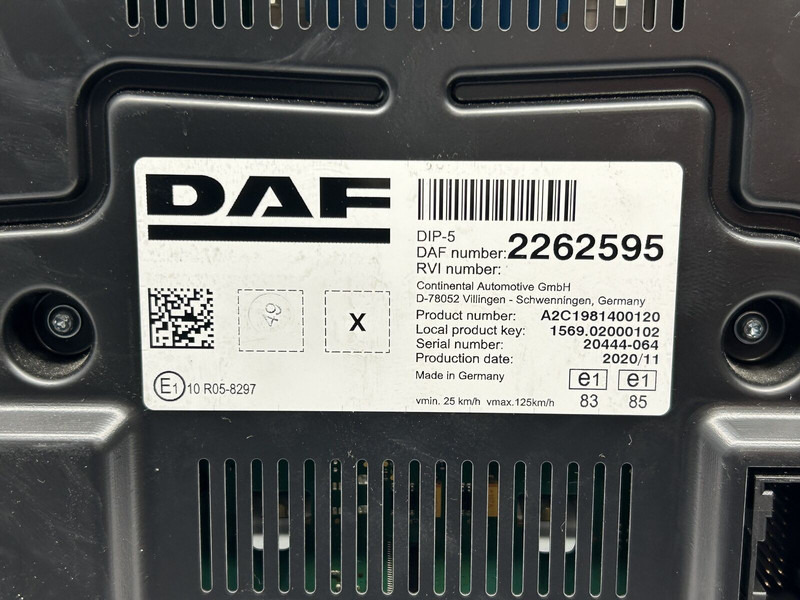 DAF
DIP-5
DAF number: 2262595
RVI number:
Continental Automotive GmbH
D-78052 Villingen - Schwenningen, Germany
Product number: A2C1981400120
Local product key: 1569.02000102
Serial number: 20444-064
Production date: 2020/11
Made in Germany e1 e1
vmin. 25 km/h vmax.125km/h 83 85
49
X
E1 10 R05-8297